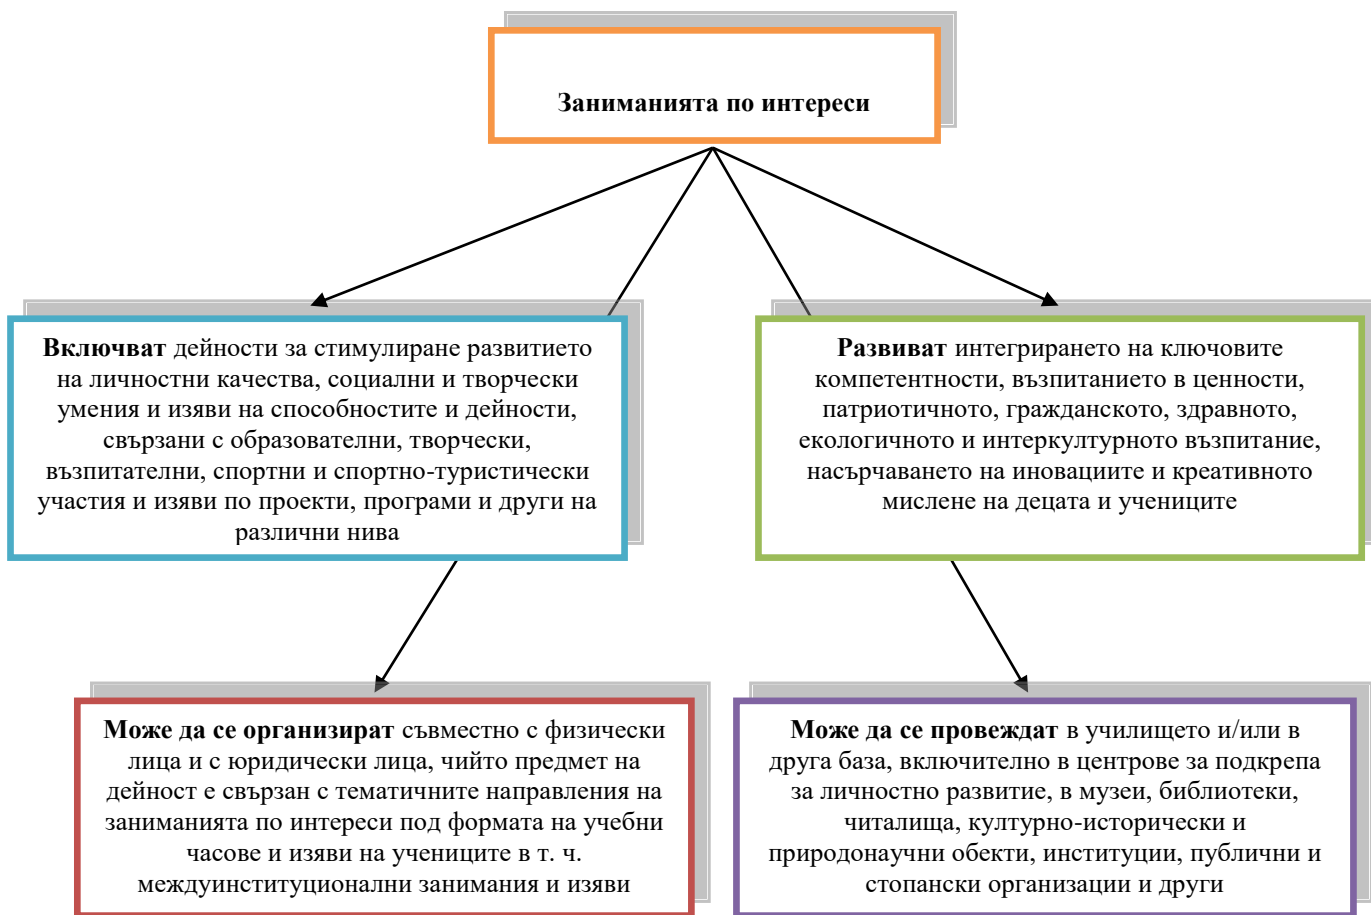 Заниманията по интереси
Включват дейности за стимулиране развитието
на личностни качества, социални и творчески
умения и изяви на способностите и дейности,
свързани с образователни, творчески,
възпитателни, спортни и спортно-туристически
участия и изяви по проекти, програми и други на
различни нива
Развиват интегрирането на ключовите
компетентности, възпитанието в ценности,
патриотичното, гражданското, здравното,
екологичното и интеркултурното възпитание,
насърчаването на иновациите и креативното
мислене на децата и учениците
Може да се организират съвместно с физически
лица и с юридически лица, чийто предмет на
дейност е свързан с тематичните направления на
заниманията по интереси под формата на учебни
часове и изяви на учениците в т. ч.
междуинституционални занимания и изяви
Може да се провеждат в училището и/или в
друга база, включително в центрове за подкрепа
за личностно развитие, в музеи, библиотеки,
читалища, културно-исторически и
природонаучни обекти, институции, публични и
стопански организации и други